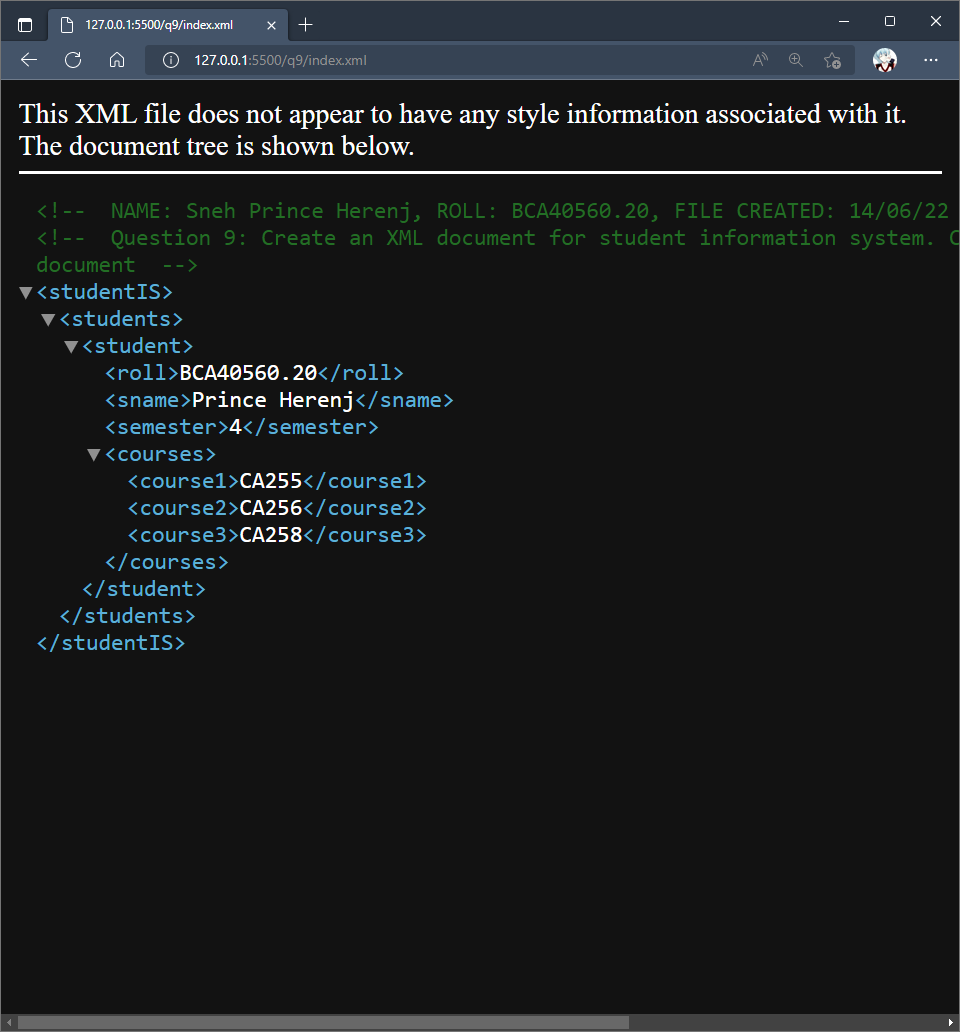 127.0.0.1:5500/q9/index.xml
127.0.0.1:5500/q9/index.xml
This XML file does not appear to have any style information associated with it.
The document tree is shown below.
<!--  NAME: Sneh Prince Herenj, ROLL: BCA40560.20, FILE CREATED: 14/06/22
<!--  Question 9: Create an XML document for student information system.
document  -->
<studentIS>
<students>
<student>
<roll>BCA40560.20</roll>
<sname>Prince Herenj</sname>
<semester>4</semester>
<courses>
<course1>CA255</course1>
<course2>CA256</course2>
<course3>CA258</course3>
</courses>
</student>
</students>
</studentIS>